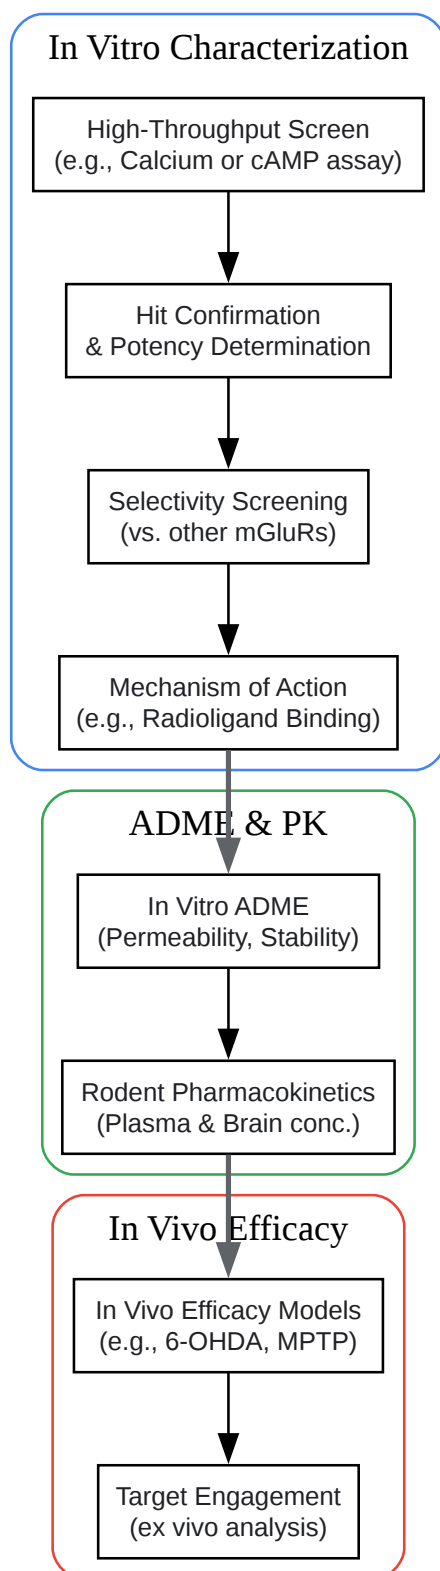 In Vitro Characterization
High-Throughput Screen
(e.g., Calcium or cAMP assay)
Hit Confirmation
& Potency Determination
Selectivity Screening
(vs. other mGluRs)
Mechanism of Action
(e.g., Radioligand Binding)
ADME & PK
In Vitro ADME
(Permeability, Stability)
Rodent Pharmacokinetics
(Plasma & Brain conc.)
In Vivo Efficacy
In Vivo Efficacy Models
(e.g., 6-OHDA, MPTP)
Target Engagement
(ex vivo analysis)